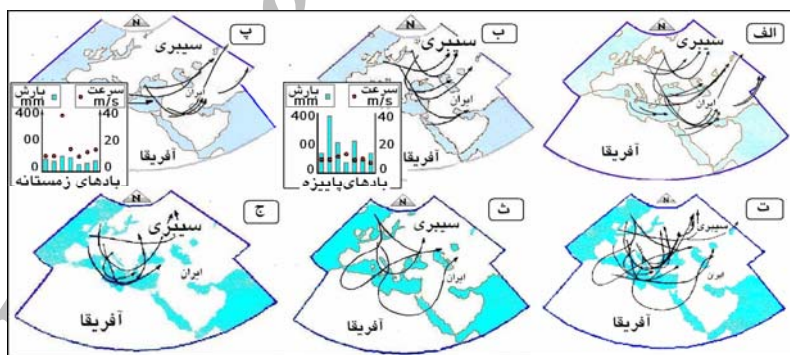 N
الف
سیبری
ایران
آفریقا
N
ب
سیبری
ایران
بارش
mm
سرعت
m/s
400
00
0
40
20
0
آفریقا
بادهای پاییزه
N
پ
سیبری
ایران
بارش
mm
سرعت
m/s
400
00
0
40
20
0
آفریقا
بادهای زمستانه
N
ت
سیبری
ایران
آفریقا
N
ث
سیبری
ایران
آفریقا
N
ج
سیبری
ایران
آفریقا